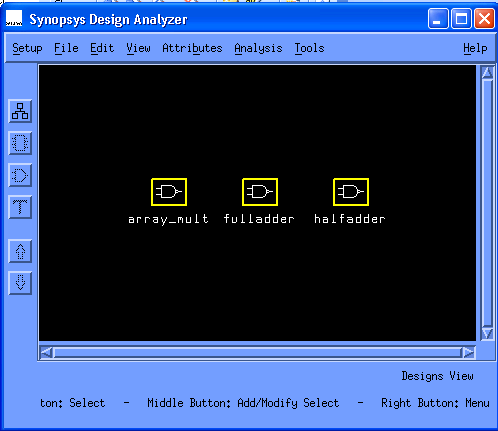 Synopsys Design Analyzer
Setup File Edit View Attributes Analysis Tools Help
array_mult fulladder halfadder
Designs View
ton: Select - Middle Button: Add/Modify Select - Right Button: Menu